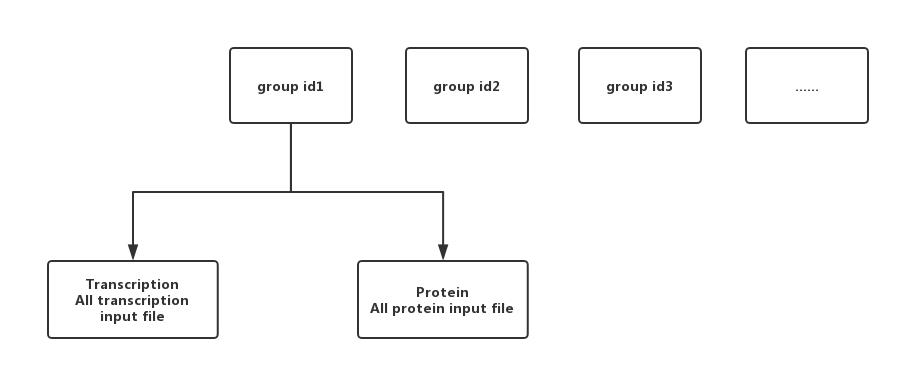 group id1
group id2
group id3
......
Transcription
All transcription
input file
Protein
All protein input file